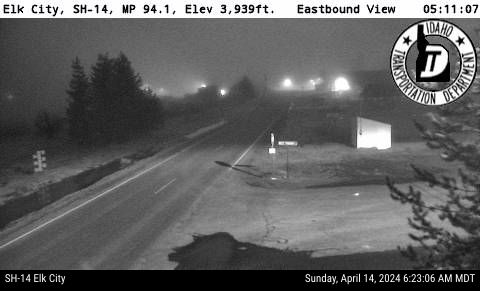 Elk City, SH-14, MP 94.1, Elev 3,939ft. Eastbound View 05:11:07
IDAHO
TRANSPORTATION DEPARTMENT
SH-14 Elk City Sunday, April 14, 2024 6:23:06 AM MDT